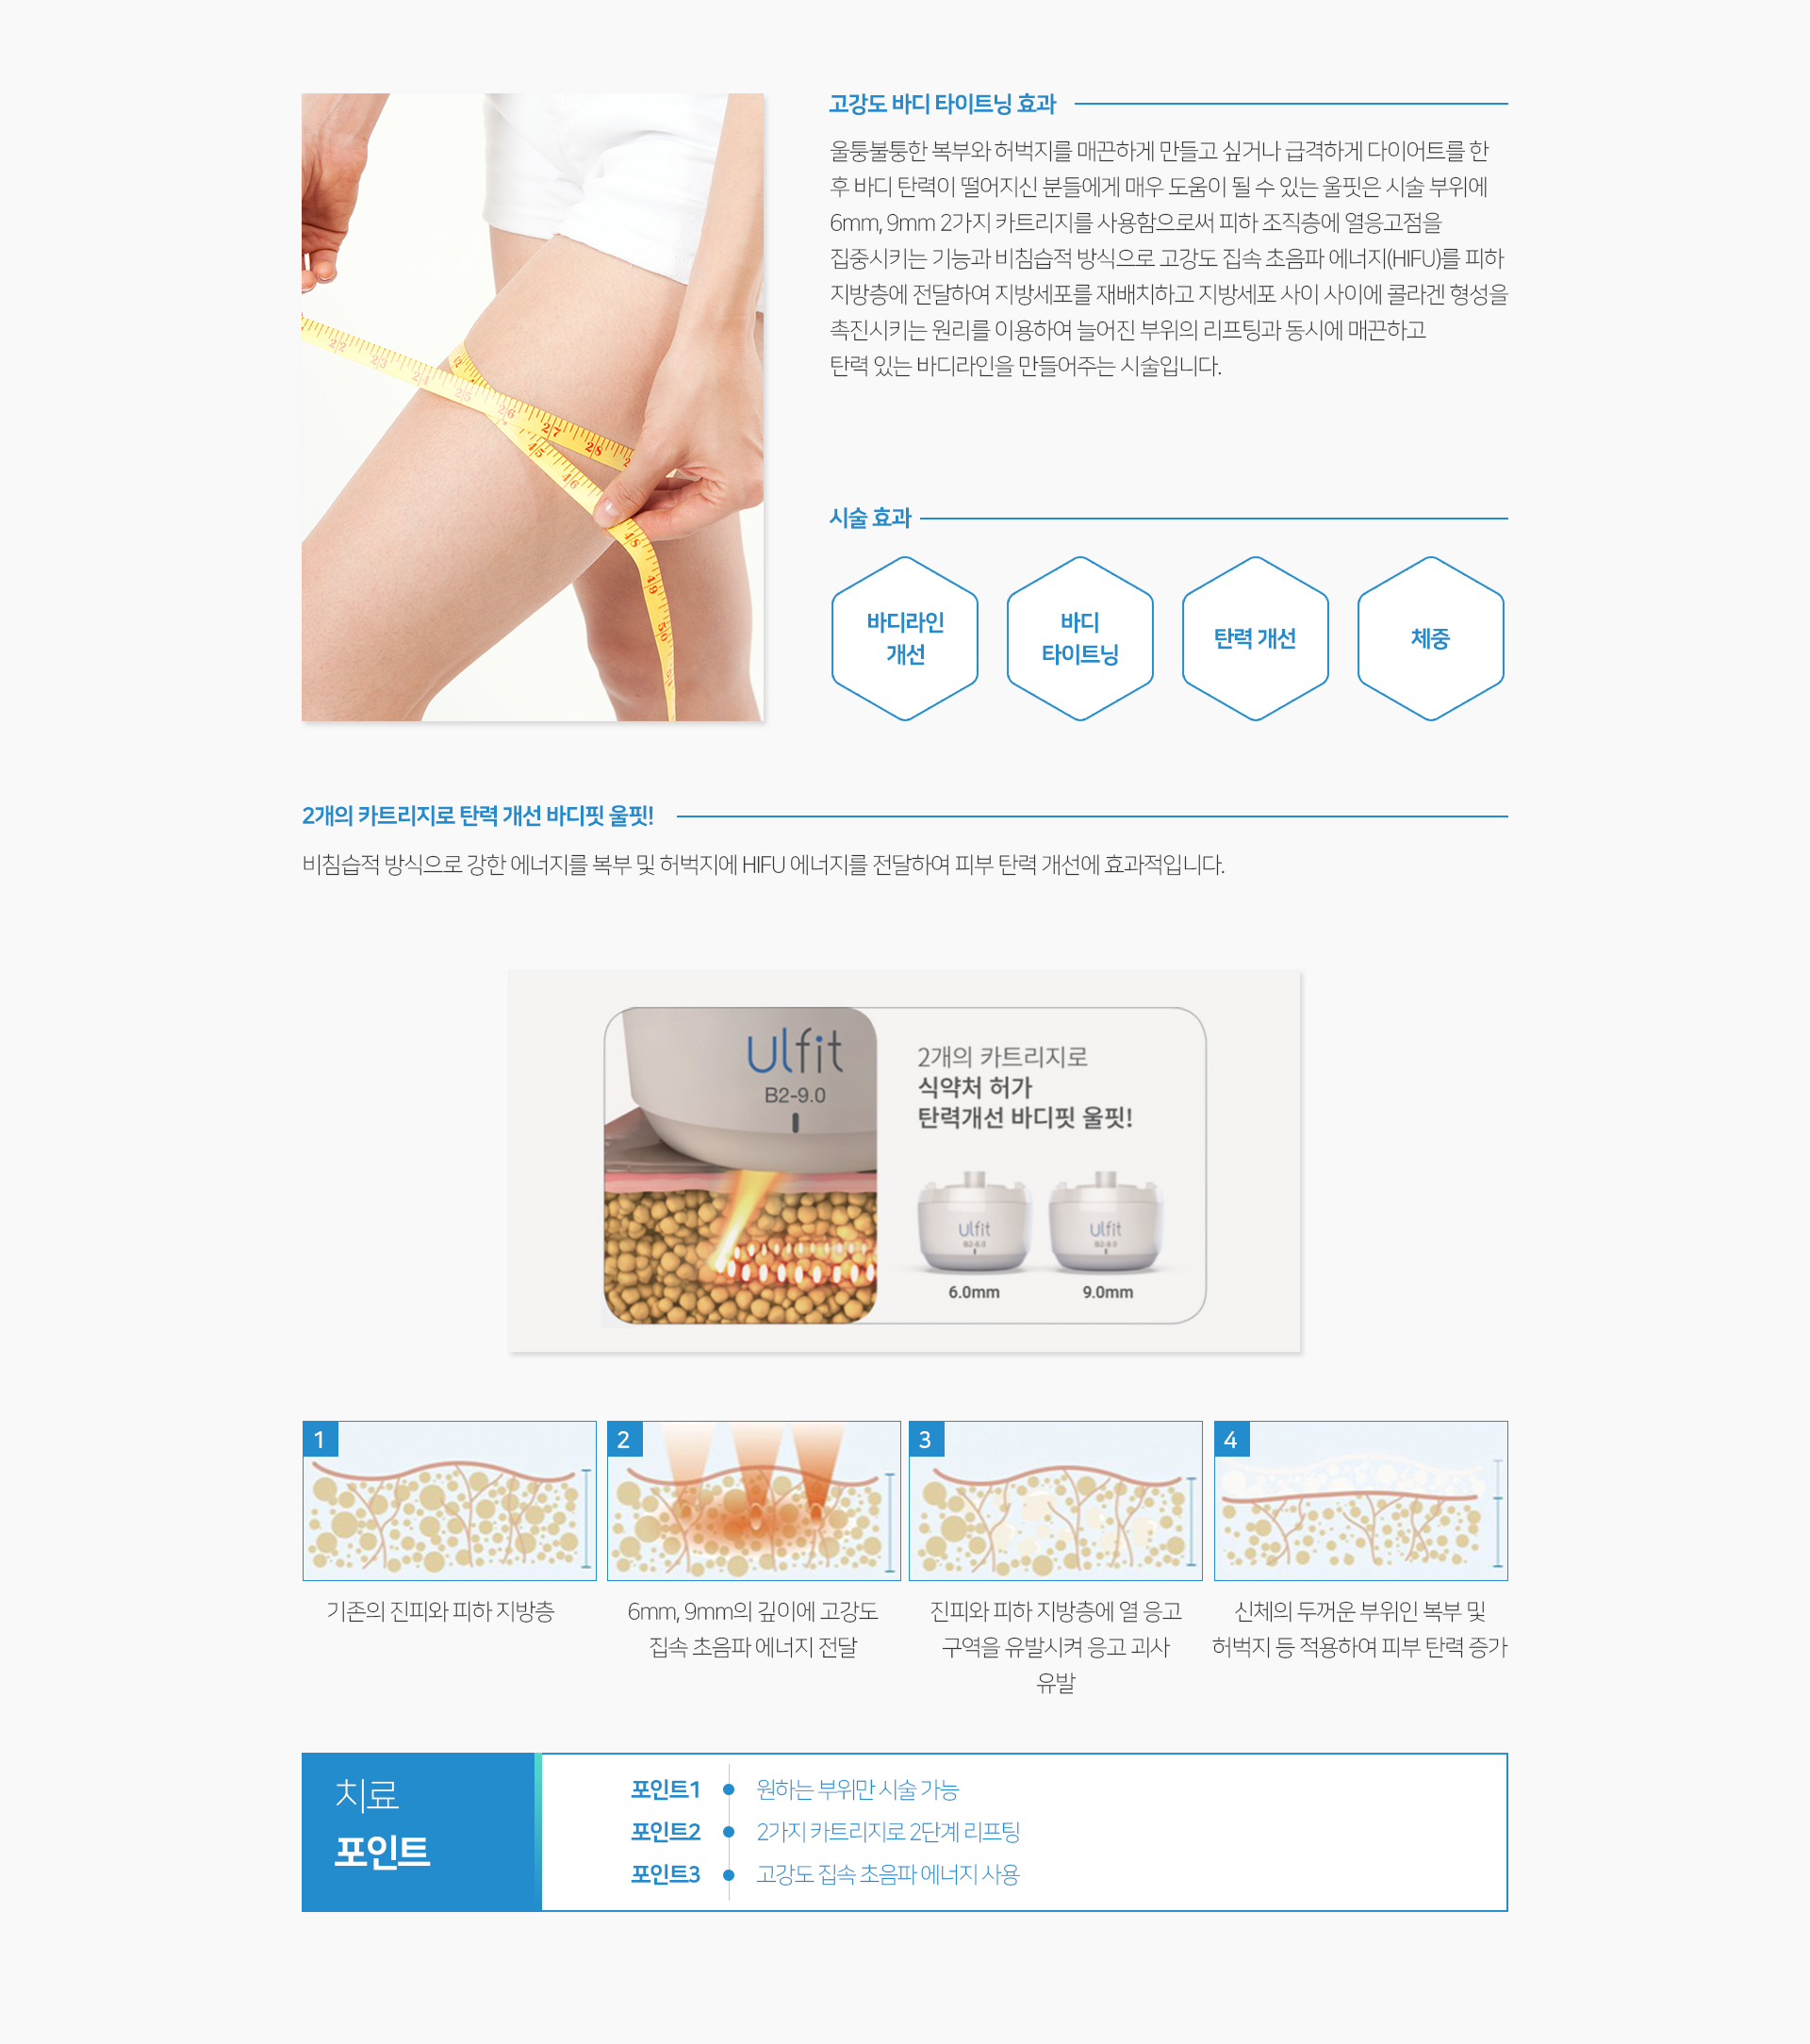 고강도 바디 타이트닝 효과
울퉁불퉁한 복부와 허벅지를 매끈하게 만들고 싶거나 급격하게 다이어트를 한
후 바디 탄력이 떨어지신 분들에게 매우 도움이 될 수 있는 울핏은 시술 부위에
6mm, 9mm 2가지 카트리지를 사용함으로써 피하 조직층에 열응고점을
집중시키는 기능과 비침습적 방식으로 고강도 집속 초음파 에너지(HIFU)를 피하
지방층에 전달하여 지방세포를 재배치하고 지방세포 사이 사이에 콜라겐 형성을
촉진시키는 원리를 이용하여 늘어진 부위의 리프팅과 동시에 매끈하고
탄력 있는 바디라인을 만들어주는 시술입니다.
22
23
24
25
26
27
28
45
46
48
49
50
시술 효과
바디라인
개선
바디
타이트닝
탄력 개선
체중
2개의 카트리지로 탄력 개선 바디핏 울핏!
비침습적 방식으로 강한 에너지를 복부 및 허벅지에 HIFU 에너지를 전달하여 피부 탄력 개선에 효과적입니다.
Ulfit
B2-9.0
2개의 카트리지로
식약처 허가
탄력개선 바디핏 울핏!
Ulfit
B2-6.0
6.0mm
Ulfit
B2-9.0
9.0mm
1
기존의 진피와 피하 지방층
2
6mm, 9mm의 깊이에 고강도
집속 초음파 에너지 전달
3
진피와 피하 지방층에 열 응고
구역을 유발시켜 응고 괴사
유발
4
신체의 두꺼운 부위인 복부 및
허벅지 등 적용하여 피부 탄력 증가
치료
포인트
포인트1 원하는 부위만 시술 가능
포인트2 2가지 카트리지로 2단계 리프팅
포인트3 고강도 집속 초음파 에너지 사용